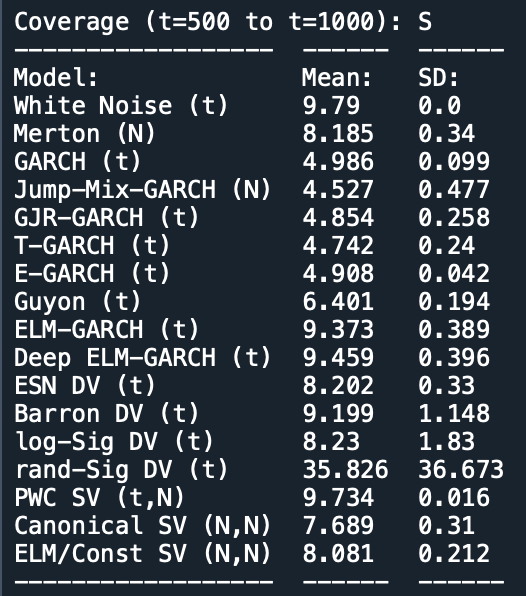 Coverage (t=500 to t=1000): S
------------------  ------  ------
Model:              Mean:   SD:
White Noise (t)     9.79    0.0
Merton (N)          8.185   0.34
GARCH (t)           4.986   0.099
Jump-Mix-GARCH (N)  4.527   0.477
GJR-GARCH (t)       4.854   0.258
T-GARCH (t)         4.742   0.24
E-GARCH (t)         4.908   0.042
Guyon (t)           6.401   0.194
ELM-GARCH (t)       9.373   0.389
Deep ELM-GARCH (t)  9.459   0.396
ESN DV (t)          8.202   0.33
Barron DV (t)       9.199   1.148
log-Sig DV (t)      8.23    1.83
rand-Sig DV (t)     35.826  36.673
PWC SV (t,N)        9.734   0.016
Canonical SV (N,N)  7.689   0.31
ELM/Const SV (N,N)  8.081   0.212
------------------  ------  ------